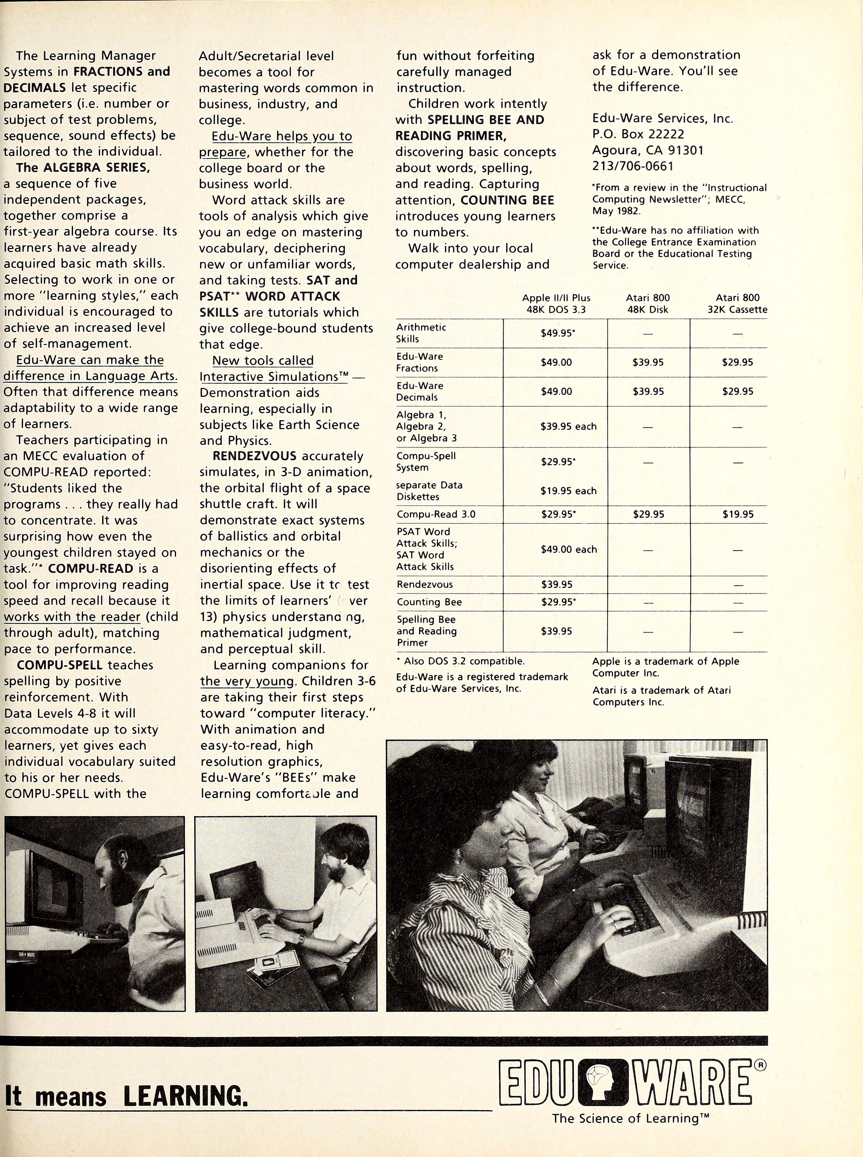 The Learning Manager
Systems in FRACTIONS and
DECIMALS let specific
parameters (i.e. number or
subject of test problems,
sequence, sound effects) be
tailored to the individual.
The ALGEBRA SERIES,
a sequence of five
independent packages,
together comprise a
first-year algebra course. Its
learners have already
acquired basic math skills.
Selecting to work in one or
more "learning styles," each
individual is encouraged to
achieve an increased level
of self-management.
Edu-Ware can make the
difference in Language Arts.
Often that difference means
adaptability to a wide range
of learners.
Teachers participating in
an MECC evaluation of
COMPU-READ reported:
"Students liked the
programs . . . they really had
to concentrate. It was
surprising how even the
youngest children stayed on
task."* COMPU-READ is a
tool for improving reading
speed and recall because it
works with the reader (child
through adult), matching
pace to performance.
COMPU-SPELL teaches
spelling by positive
reinforcement. With
Data Levels 4-8 it will
accommodate up to sixty
learners, yet gives each
individual vocabulary suited
to his or her needs.
COMPU-SPELL with the
Adult/Secretarial level
becomes a tool for
mastering words common in
business, industry, and
college.
Edu-Ware helps you to
prepare, whether for the
college board or the
business world.
Word attack skills are
tools of analysis which give
you an edge on mastering
vocabulary, deciphering
new or unfamiliar words,
and taking tests. SAT and
PSAT** WORD ATTACK
SKILLS are tutorials which
give college-bound students
that edge.
New tools called
Interactive Simulations™ —
Demonstration aids
learning, especially in
subjects like Earth Science
and Physics.
RENDEZVOUS accurately
simulates, in 3-D animation,
the orbital flight of a space
shuttle craft. It will
demonstrate exact systems
of ballistics and orbital
mechanics or the
disorienting effects of
inertial space. Use it to test
the limits of learners' ( ver
13) physics understand ng,
mathematical judgment,
and perceptual skill.
Learning companions for
the very young. Children 3-6
are taking their first steps
toward "computer literacy."
With animation and
easy-to-read, high
resolution graphics,
Edu-Ware's "BEEs" make
learning comfortable and
fun without forfeiting
carefully managed
instruction.
Children work intently
with SPELLING BEE AND
READING PRIMER,
discovering basic concepts
about words, spelling,
and reading. Capturing
attention, COUNTING BEE
introduces young learners
to numbers.
Walk into your local
computer dealership and
ask for a demonstration
of Edu-Ware. You'll see
the difference.
Edu-Ware Services, Inc.
P.O. Box 22222
Agoura, CA 91301
213/706-0661
*From a review in the "Instructional
Computing Newsletter"; MECC,
May 1982.
**Edu-Ware has no affiliation with
the College Entrance Examination
Board or the Educational Testing
Service.
Apple II/II Plus Atari 800 Atari 800
48K DOS 3.3 48K Disk 32K Cassette
Arithmetic
Skills $49.95* — —
Edu-Ware
Fractions $49.00 $39.95 $29.95
Edu-Ware
Decimals $49.00 $39.95 $29.95
Algebra 1,
Algebra 2, $39.95 each — —
or Algebra 3
Compu-Spell
System $29.95* — —
separate Data
Diskettes $19.95 each
Compu-Read 3.0 $29.95* $29.95 $19.95
PSAT Word
Attack Skills; $49.00 each — —
SAT Word
Attack Skills
Rendezvous $39.95 —
Counting Bee $29.95* — —
Spelling Bee
and Reading $39.95 — —
Primer
* Also DOS 3.2 compatible.
Edu-Ware is a registered trademark
of Edu-Ware Services, Inc.
Apple is a trademark of Apple
Computer Inc.
Atari is a trademark of Atari
Computers Inc.
It means LEARNING.
EDU WARE®
The Science of Learning™